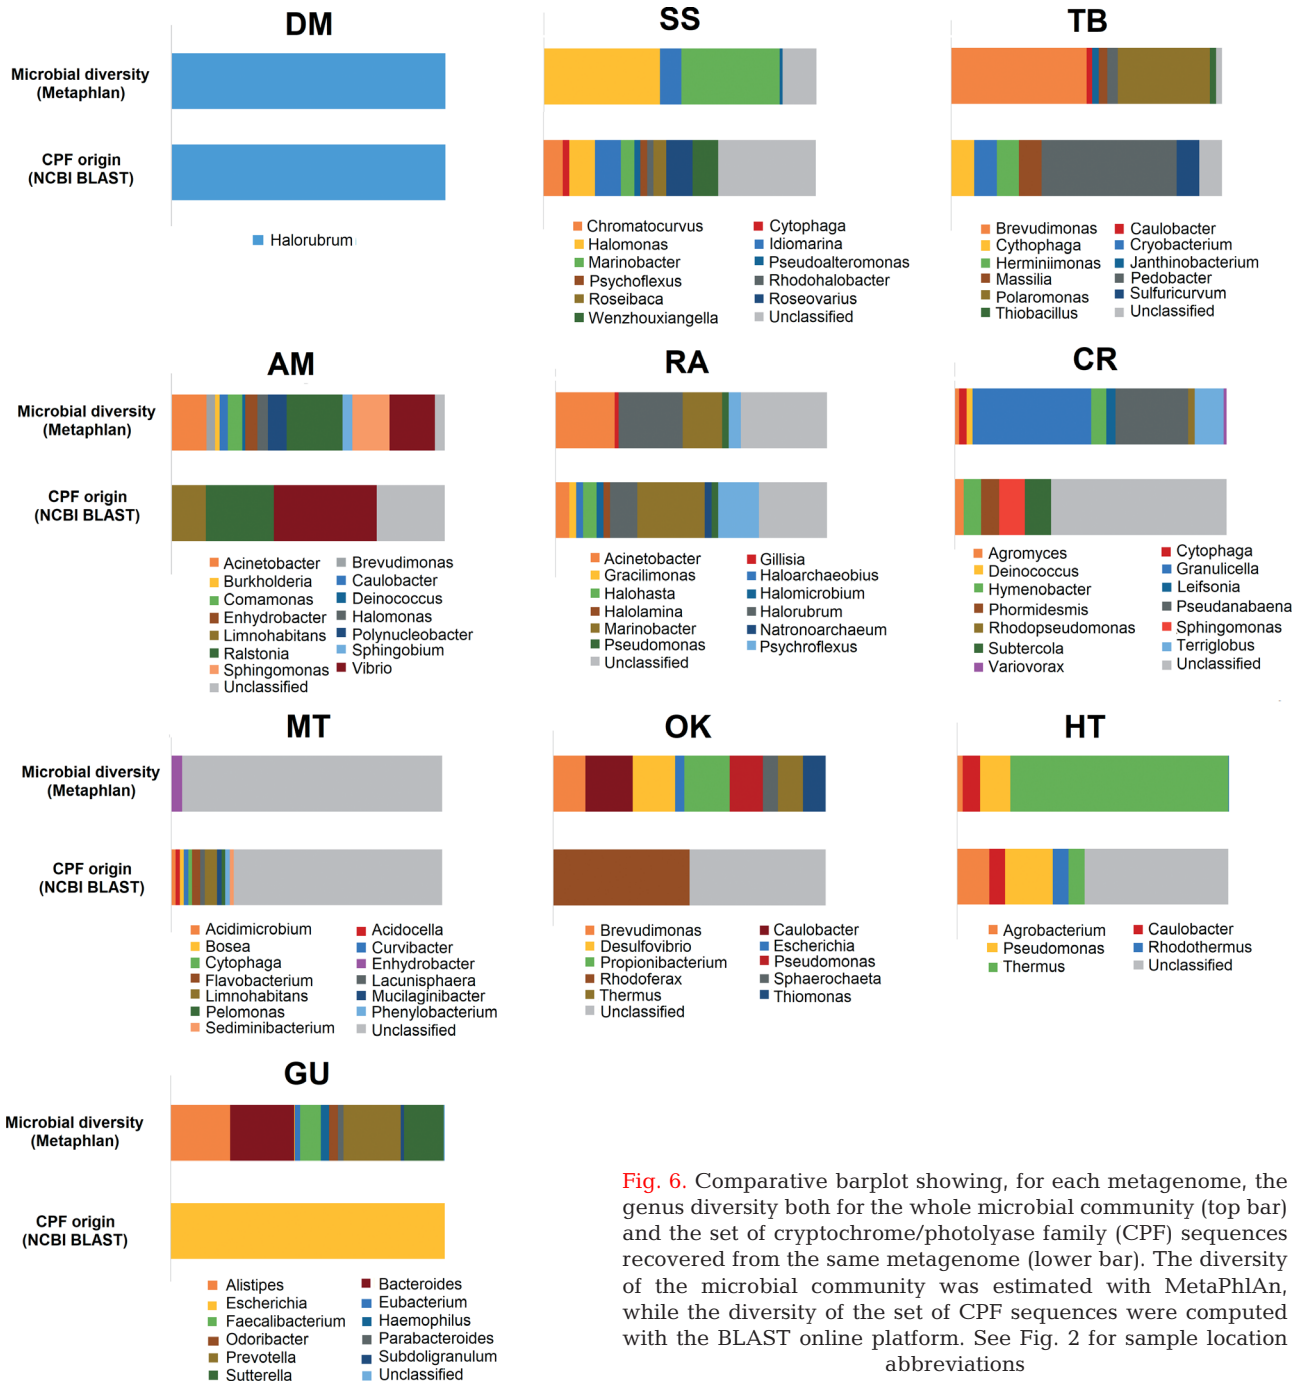 DM
Microbial diversity
(Metaphlan)
CPF origin
(NCBI BLAST)
Halorubrum
SS
Chromatocurvus
Cytophaga
Halomonas
Idiomarina
Marinobacter
Pseudoalteromonas
Psychoflexus
Rhodohalobacter
Roseibaca
Roseovarius
Wenzhouxiangella
Unclassified
TB
Brevudimonas
Caulobacter
Cythophaga
Cryobacterium
Herminiimonas
Janthinobacterium
Massilia
Pedobacter
Polaromonas
Sulfuricurvum
Thiobacillus
Unclassified
AM
Microbial diversity
(Metaphlan)
CPF origin
(NCBI BLAST)
Acinetobacter
Brevudimonas
Burkholderia
Caulobacter
Comamonas
Deinococcus
Enhydrobacter
Halomonas
Limnohabitans
Polynucleobacter
Ralstonia
Sphingobium
Sphingomonas
Vibrio
Unclassified
RA
Acinetobacter
Gillisia
Gracilimonas
Haloarchaeobius
Halohasta
Halomicrobium
Halolamina
Halorubrum
Marinobacter
Natronoarchaeum
Pseudomonas
Psychroflexus
Unclassified
CR
Agromyces
Cytophaga
Deinococcus
Granulicella
Hymenobacter
Leifsonia
Phormidesmis
Pseudanabaena
Rhodopseudomonas
Sphingomonas
Subtercola
Terriglobus
Variovorax
Unclassified
MT
Microbial diversity
(Metaphlan)
CPF origin
(NCBI BLAST)
Acidimicrobium
Acidocella
Bosea
Curvibacter
Cytophaga
Enhydrobacter
Flavobacterium
Lacunisphaera
Limnohabitans
Mucilaginibacter
Pelomonas
Phenylobacterium
Sediminibacterium
Unclassified
OK
Brevudimonas
Caulobacter
Desulfovibrio
Escherichia
Propionibacterium
Pseudomonas
Rhodoferax
Sphaerochaeta
Thermus
Thiomonas
Unclassified
HT
Agrobacterium
Caulobacter
Pseudomonas
Rhodothermus
Thermus
Unclassified
GU
Microbial diversity
(Metaphlan)
CPF origin
(NCBI BLAST)
Alistipes
Bacteroides
Escherichia
Eubacterium
Faecalibacterium
Haemophilus
Odoribacter
Parabacteroides
Prevotella
Subdoligranulum
Sutterella
Unclassified
Fig. 6. Comparative barplot showing, for each metagenome, the
genus diversity both for the whole microbial community (top bar)
and the set of cryptochrome/photolyase family (CPF) sequences
recovered from the same metagenome (lower bar). The diversity
of the microbial community was estimated with MetaPhlAn,
while the diversity of the set of CPF sequences were computed
with the BLAST online platform. See Fig. 2 for sample location
abbreviations